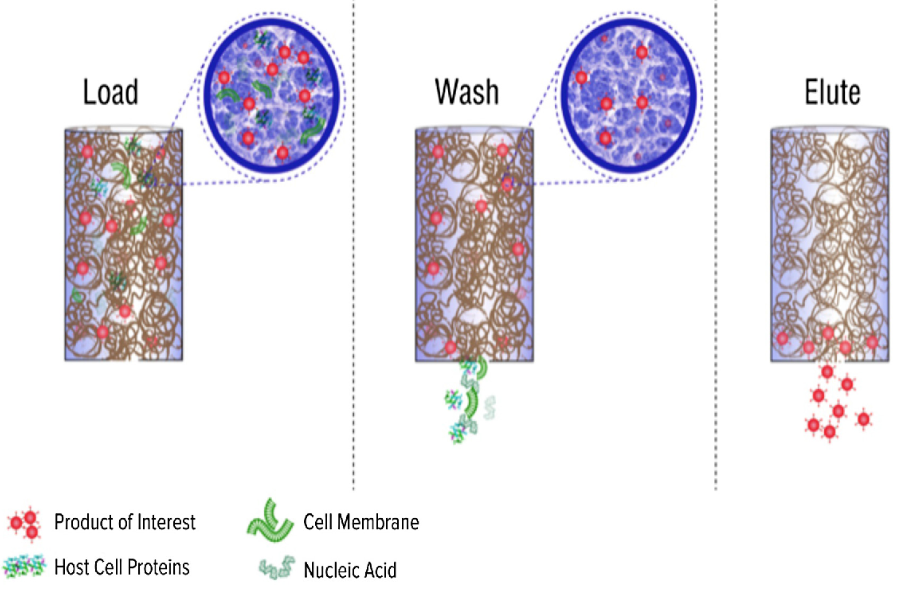 Load
Wash
Elute
Product of Interest
Cell Membrane
Host Cell Proteins
Nucleic Acid